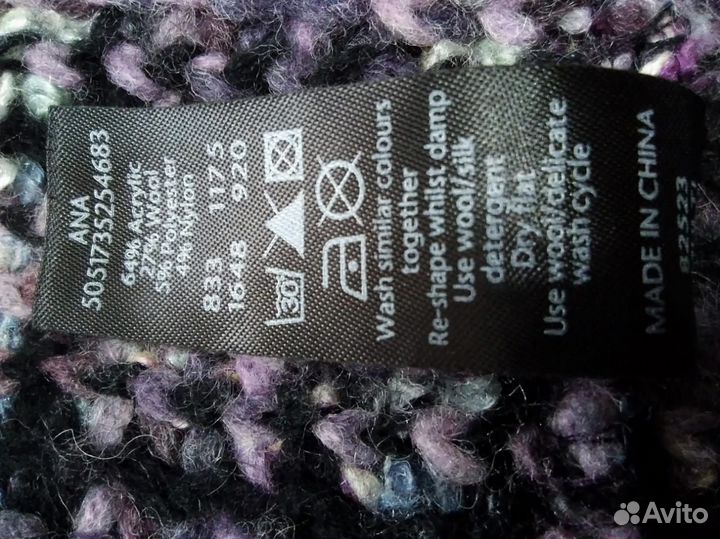 ANA
5051735254683
64% Acrylic
27% Wool
5% Polyester
4% Nylon
833 1175
1648 920
30
Wash similar colours
together
Re-shape whilst damp
Use wool/silk
detergent
Dry flat
Use wool/delicate
wash cycle
MADE IN CHINA
82523
Avito